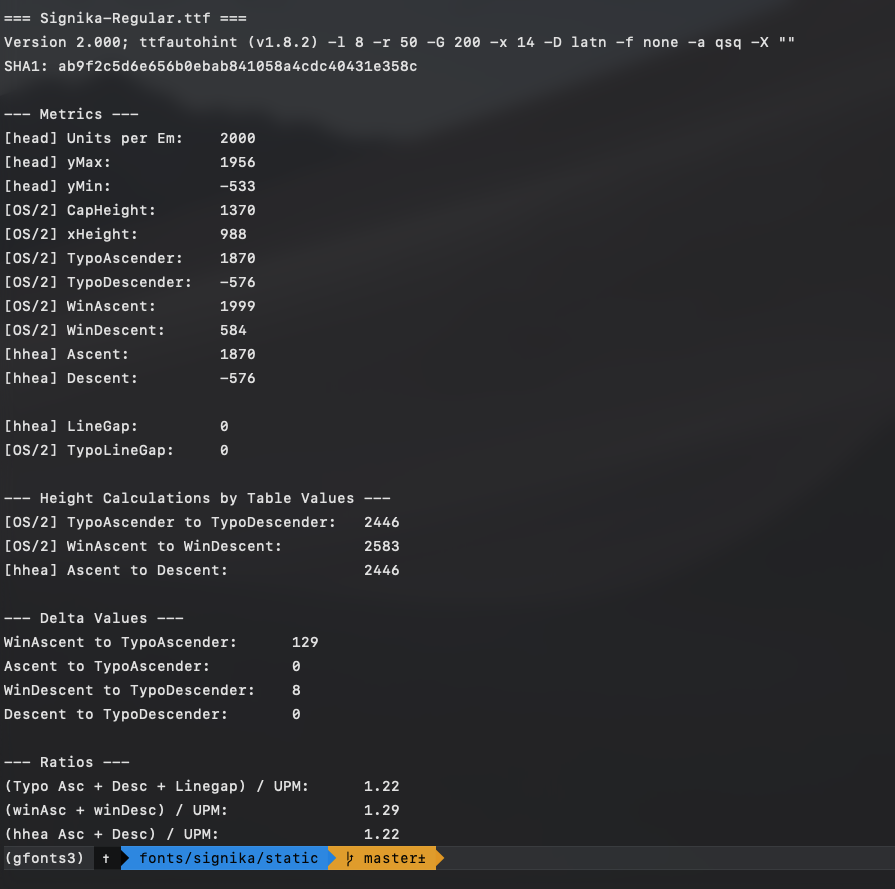 === Signika-Regular.ttf ===
Version 2.000; ttfautohint (v1.8.2) -l 8 -r 50 -G 200 -x 14 -D latn -f none -a qsq -X ""
SHA1: ab9f2c5d6e656b0ebab841058a4cdc40431e358c
--- Metrics ---
[head] Units per Em: 2000
[head] yMax: 1956
[head] yMin: -533
[OS/2] CapHeight: 1370
[OS/2] xHeight: 988
[OS/2] TypoAscender: 1870
[OS/2] TypoDescender: -576
[OS/2] WinAscent: 1999
[OS/2] WinDescent: 584
[hhea] Ascent: 1870
[hhea] Descent: -576
[hhea] LineGap: 0
[OS/2] TypoLineGap: 0
--- Height Calculations by Table Values ---
[OS/2] TypoAscender to TypoDescender: 2446
[OS/2] WinAscent to WinDescent: 2583
[hhea] Ascent to Descent: 2446
--- Delta Values ---
WinAscent to TypoAscender: 129
Ascent to TypoAscender: 0
WinDescent to TypoDescender: 8
Descent to TypoDescender: 0
--- Ratios ---
(Typo Asc + Desc + Linegap) / UPM: 1.22
(winAsc + winDesc) / UPM: 1.29
(hhea Asc + Desc) / UPM: 1.22
(gfonts3) ✝ fonts/signika/static master±